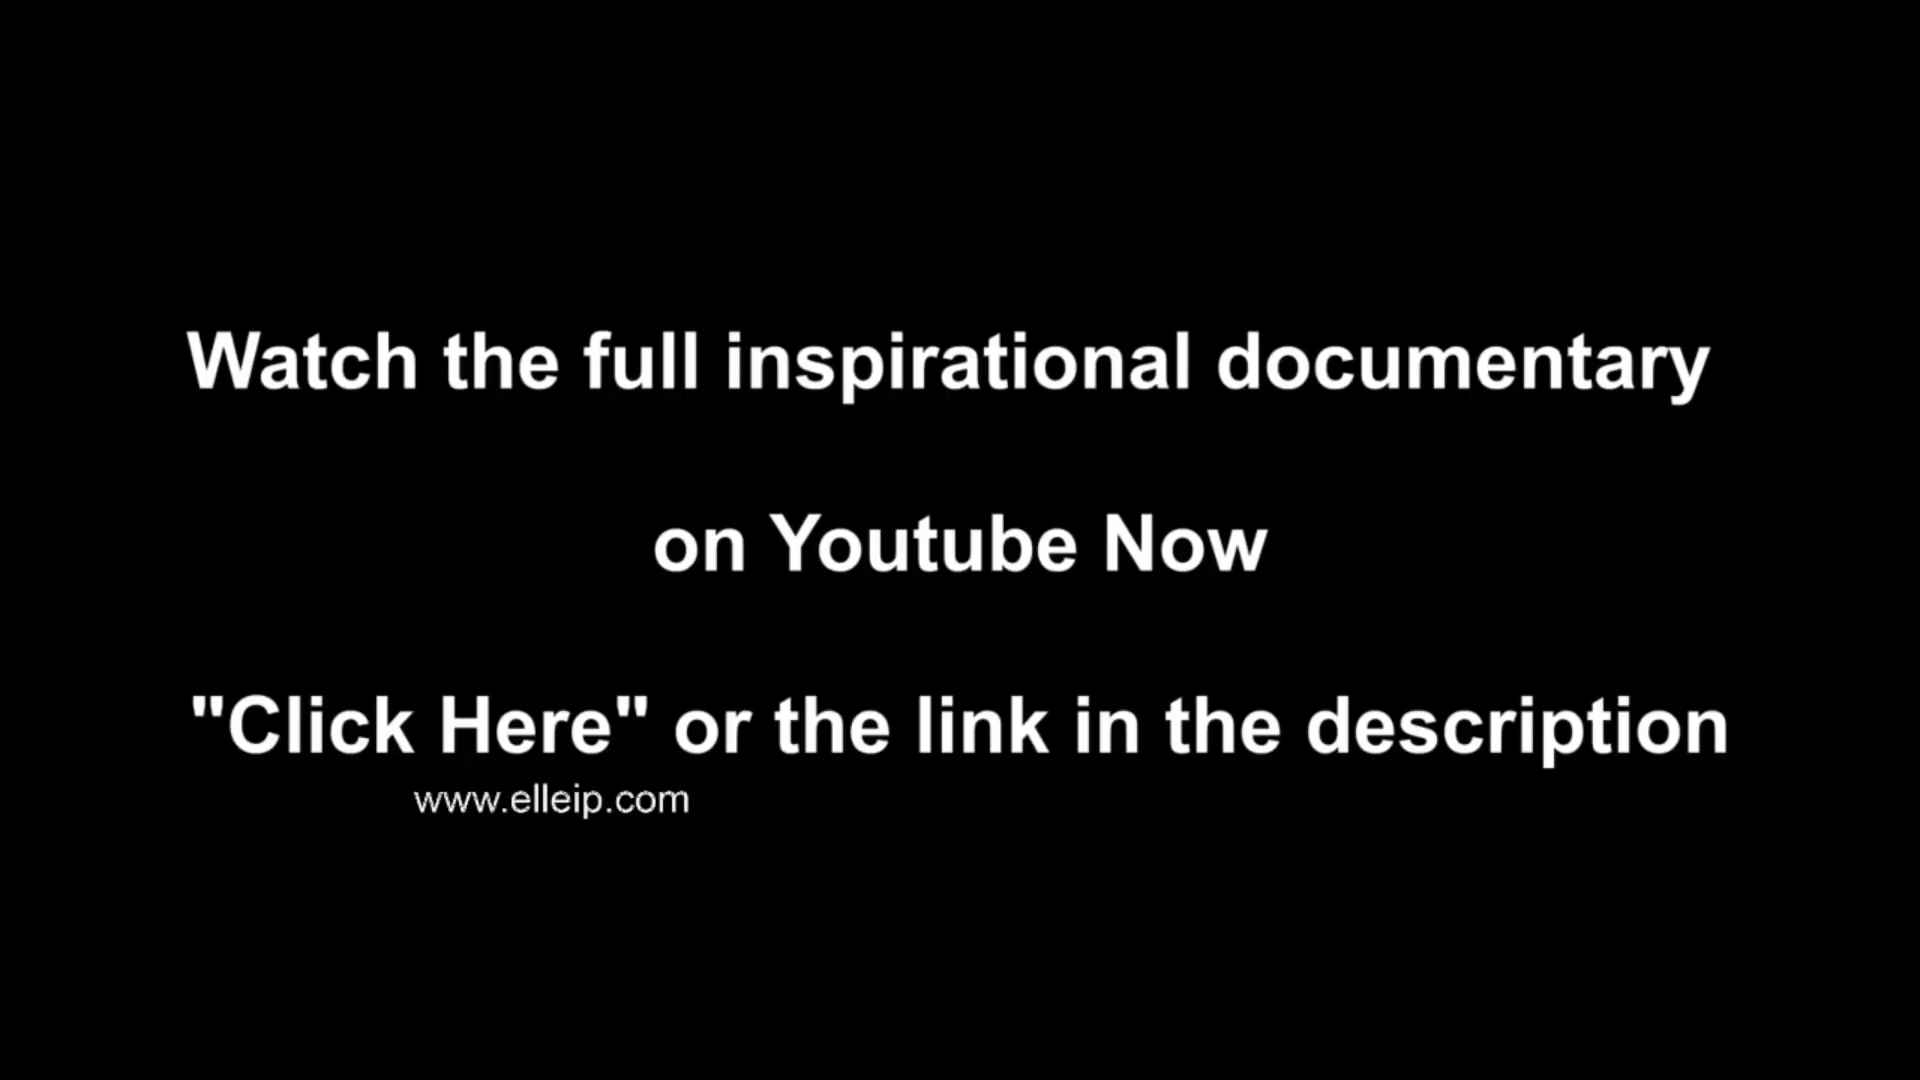 Watch the full inspirational documentary
on Youtube Now
"Click Here" or the link in the description
www.elleip.com